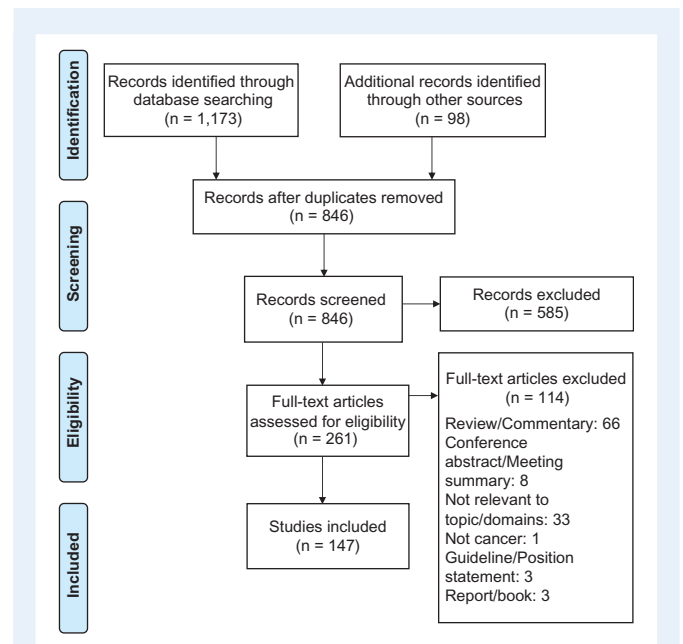 Identification
Records identified through
database searching
(n = 1,173)
Additional records identified
through other sources
(n = 98)
Records after duplicates removed
(n = 846)
Screening
Records screened
(n = 846)
Records excluded
(n = 585)
Eligibility
Full-text articles
assessed for eligibility
(n = 261)
Full-text articles excluded
(n = 114)
Review/Commentary: 66
Conference
abstract/Meeting
summary: 8
Not relevant to
topic/domains: 33
Not cancer: 1
Guideline/Position
statement: 3
Report/book: 3
Included
Studies included
(n = 147)